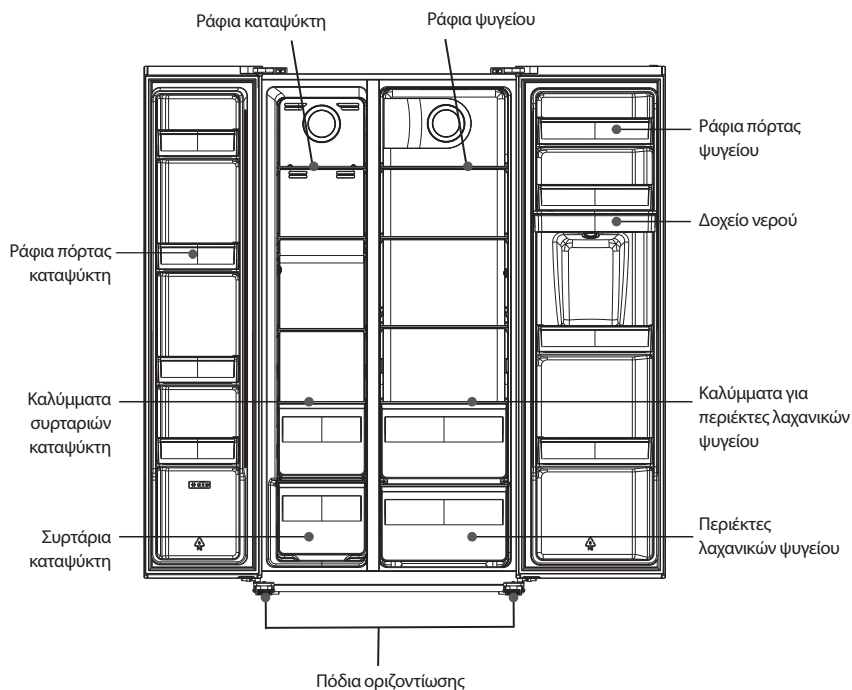 Ράφια καταψύκτη
Ράφια ψυγείου
Ράφια πόρτας
ψυγείου
Δοχείο νερού
Ράφια πόρτας
καταψύκτη
Καλύμματα
συρταριών
καταψύκτη
Καλύμματα για
περιέκτες λαχανικών
ψυγείου
Συρτάρια
καταψύκτη
Περιέκτες
λαχανικών ψυγείου
Πόδια οριζοντίωσης